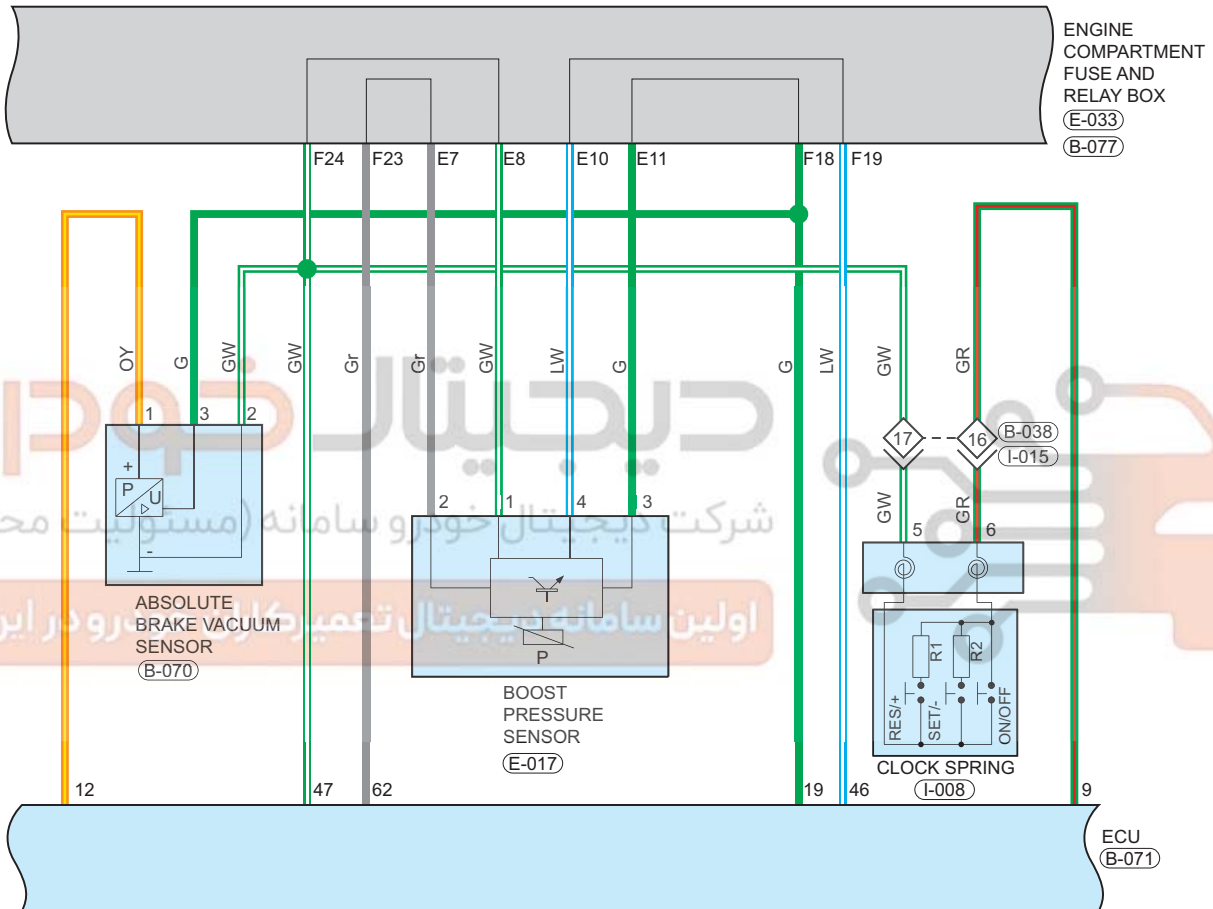 ENGINE
COMPARTMENT
FUSE AND
RELAY BOX
E-033
B-077
F24 F23 E7 E8 E10 E11 F18 F19
OY G GW GW Gr Gr GW LW G G LW GW GR
1 3 2
17 16 B-038
I-015
دیجیتال خودر
شرکت دیجیتال خودرو سامانه (مسئولیت مح
2 1 4 3
GW GR
5 6
+
P
U
-
P
اولین سامانه دیجیتال تعمیرکاران خودرو در ایر
ABSOLUTE
BRAKE VACUUM
SENSOR
B-070
BOOST
PRESSURE
SENSOR
E-017
R1 R2
RES/+ SET/- ON/OFF
CLOCK SPRING
I-008
12 47 62 19 46 9
ECU
B-071